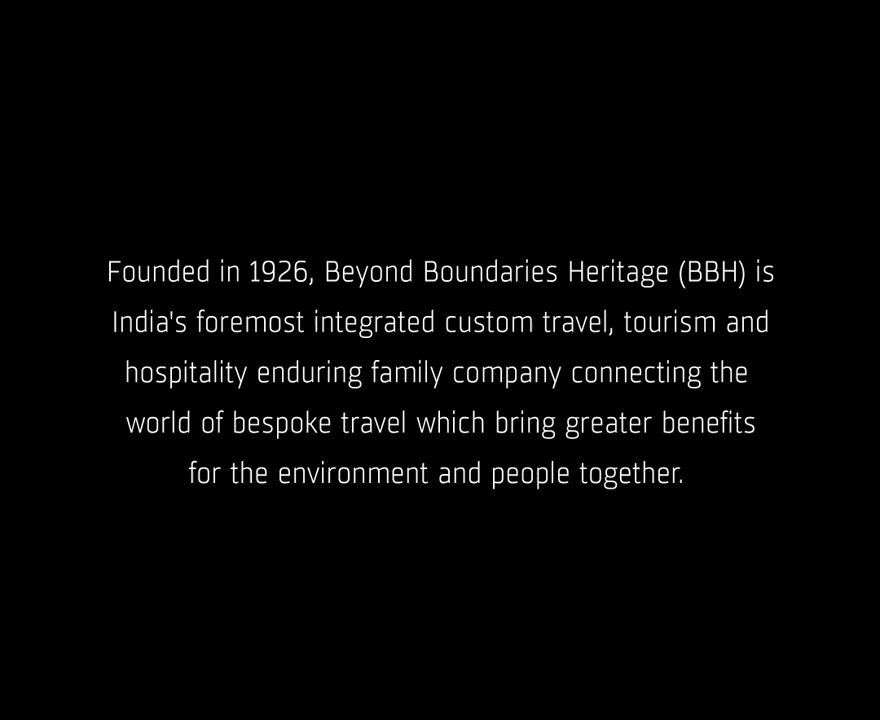 Founded in 1926, Beyond Boundaries Heritage (BBH) is
India's foremost integrated custom travel, tourism and
hospitality enduring family company connecting the
world of bespoke travel which bring greater benefits
for the environment and people together.